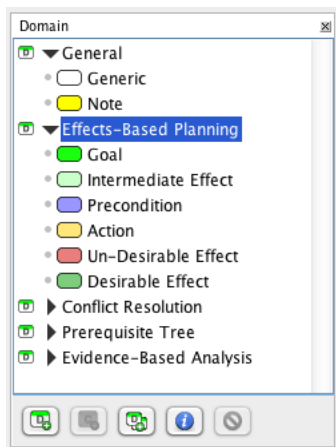 Domain
General
Generic
Note
Effects-Based Planning
Goal
Intermediate Effect
Precondition
Action
Un-Desirable Effect
Desirable Effect
Conflict Resolution
Prerequisite Tree
Evidence-Based Analysis